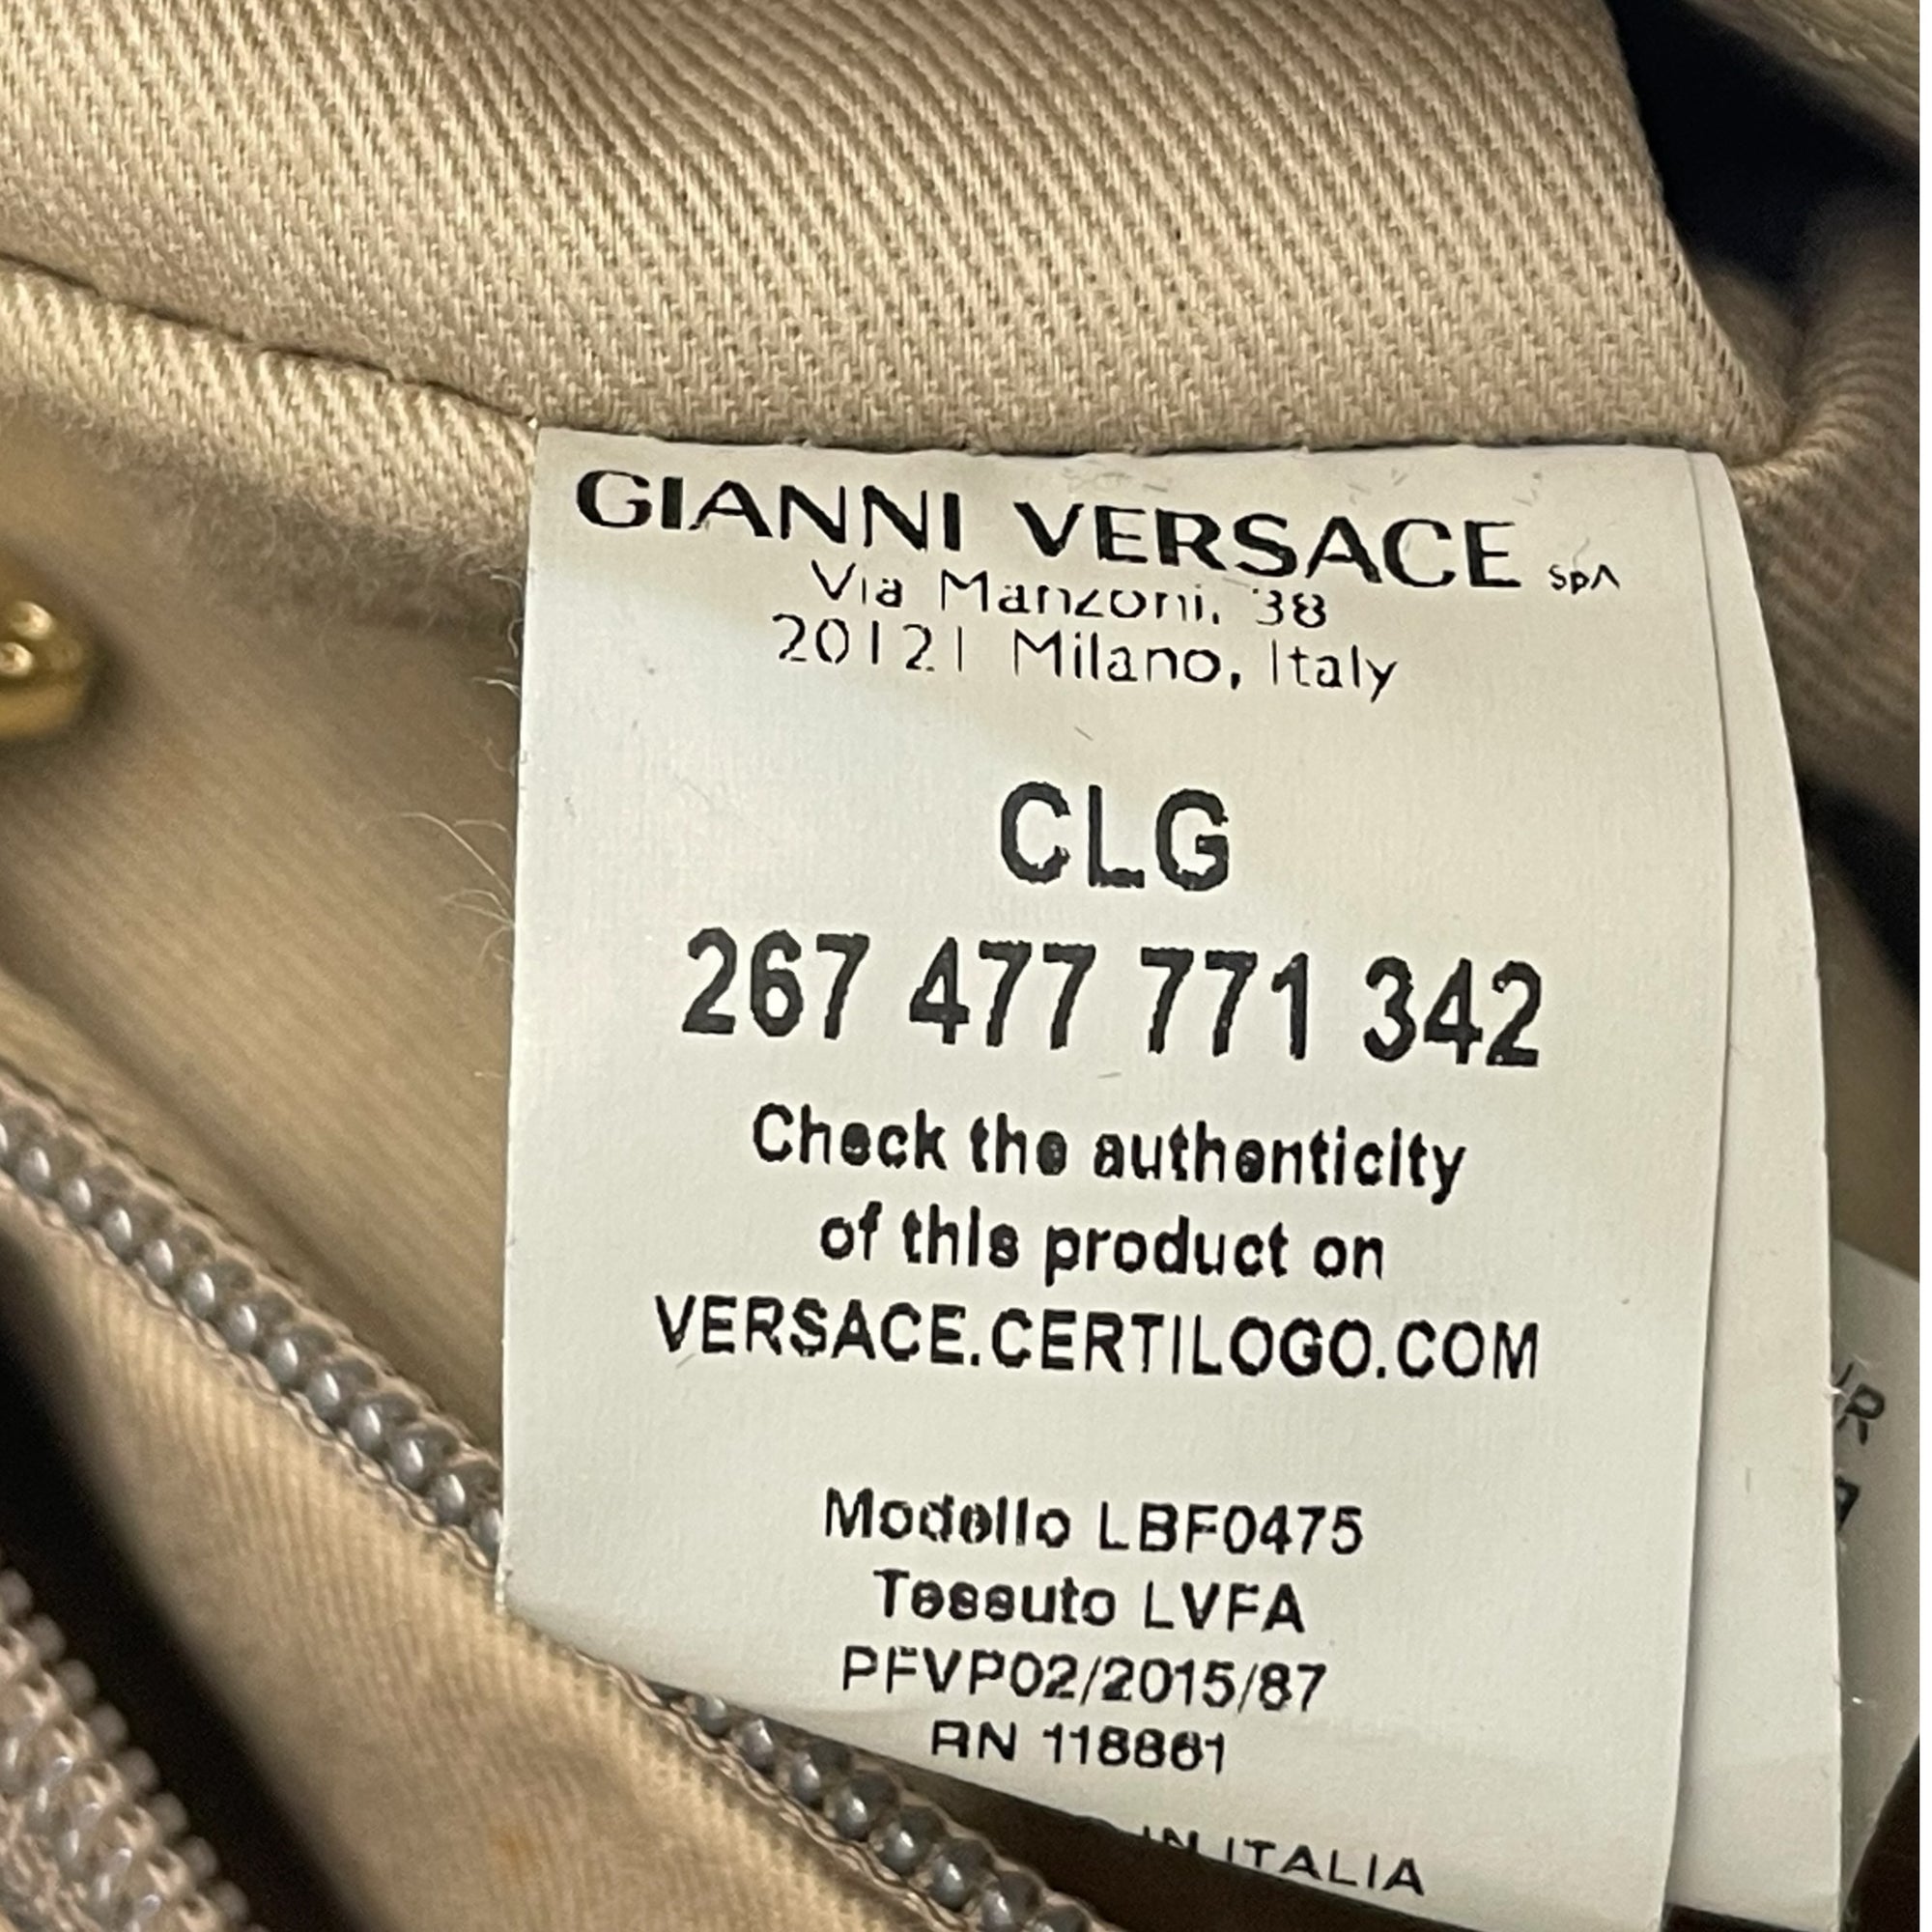 GIANNI VERSACE SpA
Via Manzoni, 38
20121 Milano, Italy
CLG
267 477 771 342
Check the authenticity
of this product on
VERSACE.CERTILOGO.COM
Modello LBF0475
Tessuto LVFA
PFVP02/2015/87
RN 118861
IN ITALIA